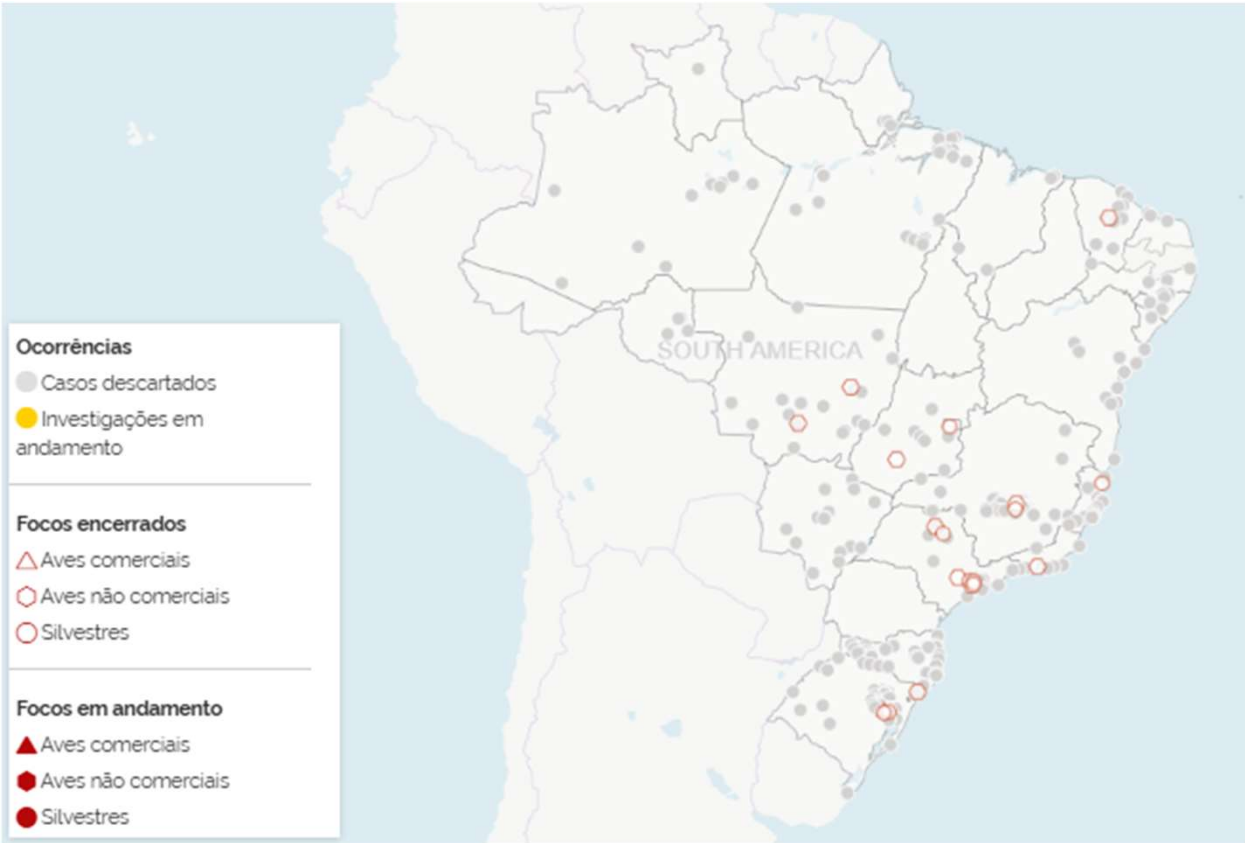 SOUTH AMERICA
Ocorrências
Casos descartados
Investigações em
andamento
Focos encerrados
Aves comerciais
Aves não comerciais
Silvestres
Focos em andamento
Aves comerciais
Aves não comerciais
Silvestres